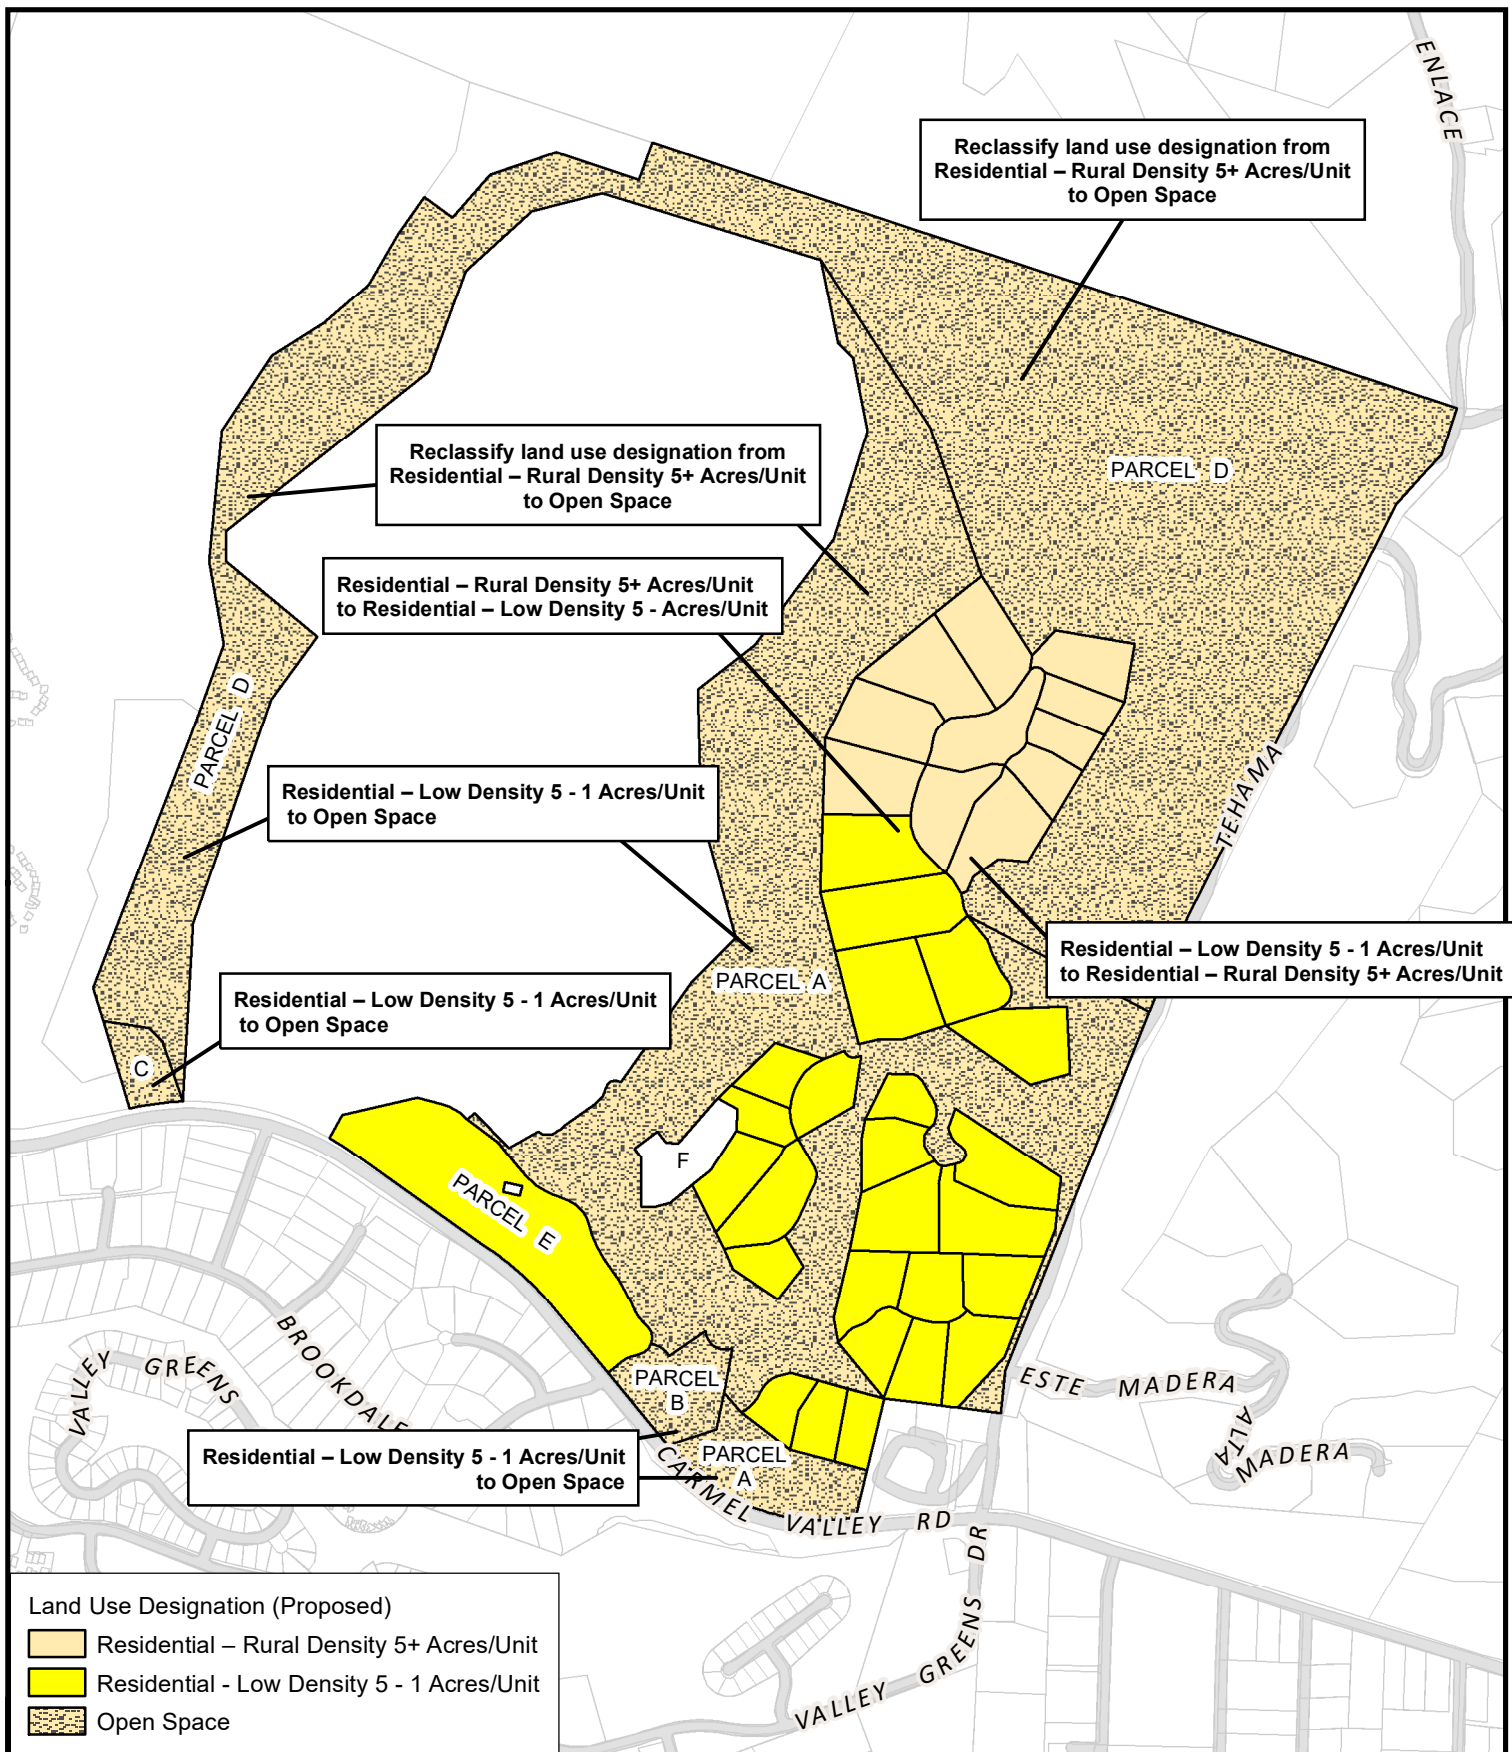 ENLACE
Reclassify land use designation from
Residential – Rural Density 5+ Acres/Unit
to Open Space
Reclassify land use designation from
Residential – Rural Density 5+ Acres/Unit
to Open Space
PARCEL D
Residential – Rural Density 5+ Acres/Unit
to Residential – Low Density 5 - Acres/Unit
PARCEL D
TEHAMA
Residential – Low Density 5 - 1 Acres/Unit
to Open Space
Residential – Low Density 5 - 1 Acres/Unit
to Residential – Rural Density 5+ Acres/Unit
PARCEL A
Residential – Low Density 5 - 1 Acres/Unit
to Open Space
C
F
PARCEL E
BROOKDALE
VALLEY GREENS
PARCEL
B
ESTE MADERA
ALTA
MADERA
Residential – Low Density 5 - 1 Acres/Unit
to Open Space
PARCEL
A
CARMEL VALLEY RD
VALLEY GREENS DR
Land Use Designation (Proposed)
Residential – Rural Density 5+ Acres/Unit
Residential - Low Density 5 - 1 Acres/Unit
Open Space